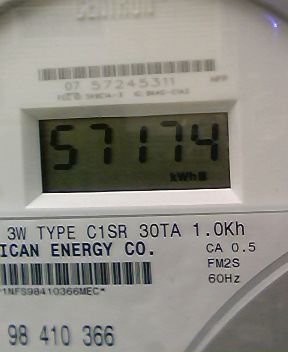 CENTRON
07 57245311
57174
kWh
3W TYPE C1SR 30TA 1.0Kh
ICAN ENERGY CO. CA 0.5
FM2S
*1NFS98410366MEC* 60Hz
98 410 366